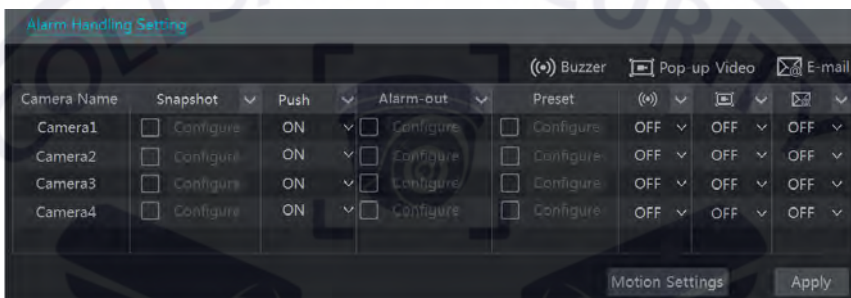 Alarm Handling Setting
Buzzer Pop-up Video E-mail
Camera Name Snapshot Push Alarm-out Preset
Camera1 Configure ON Configure Configure OFF OFF OFF
Camera2 Configure ON Configure Configure OFF OFF OFF
Camera3 Configure ON Configure Configure OFF OFF OFF
Camera4 Configure ON Configure Configure OFF OFF OFF
Motion Settings Apply